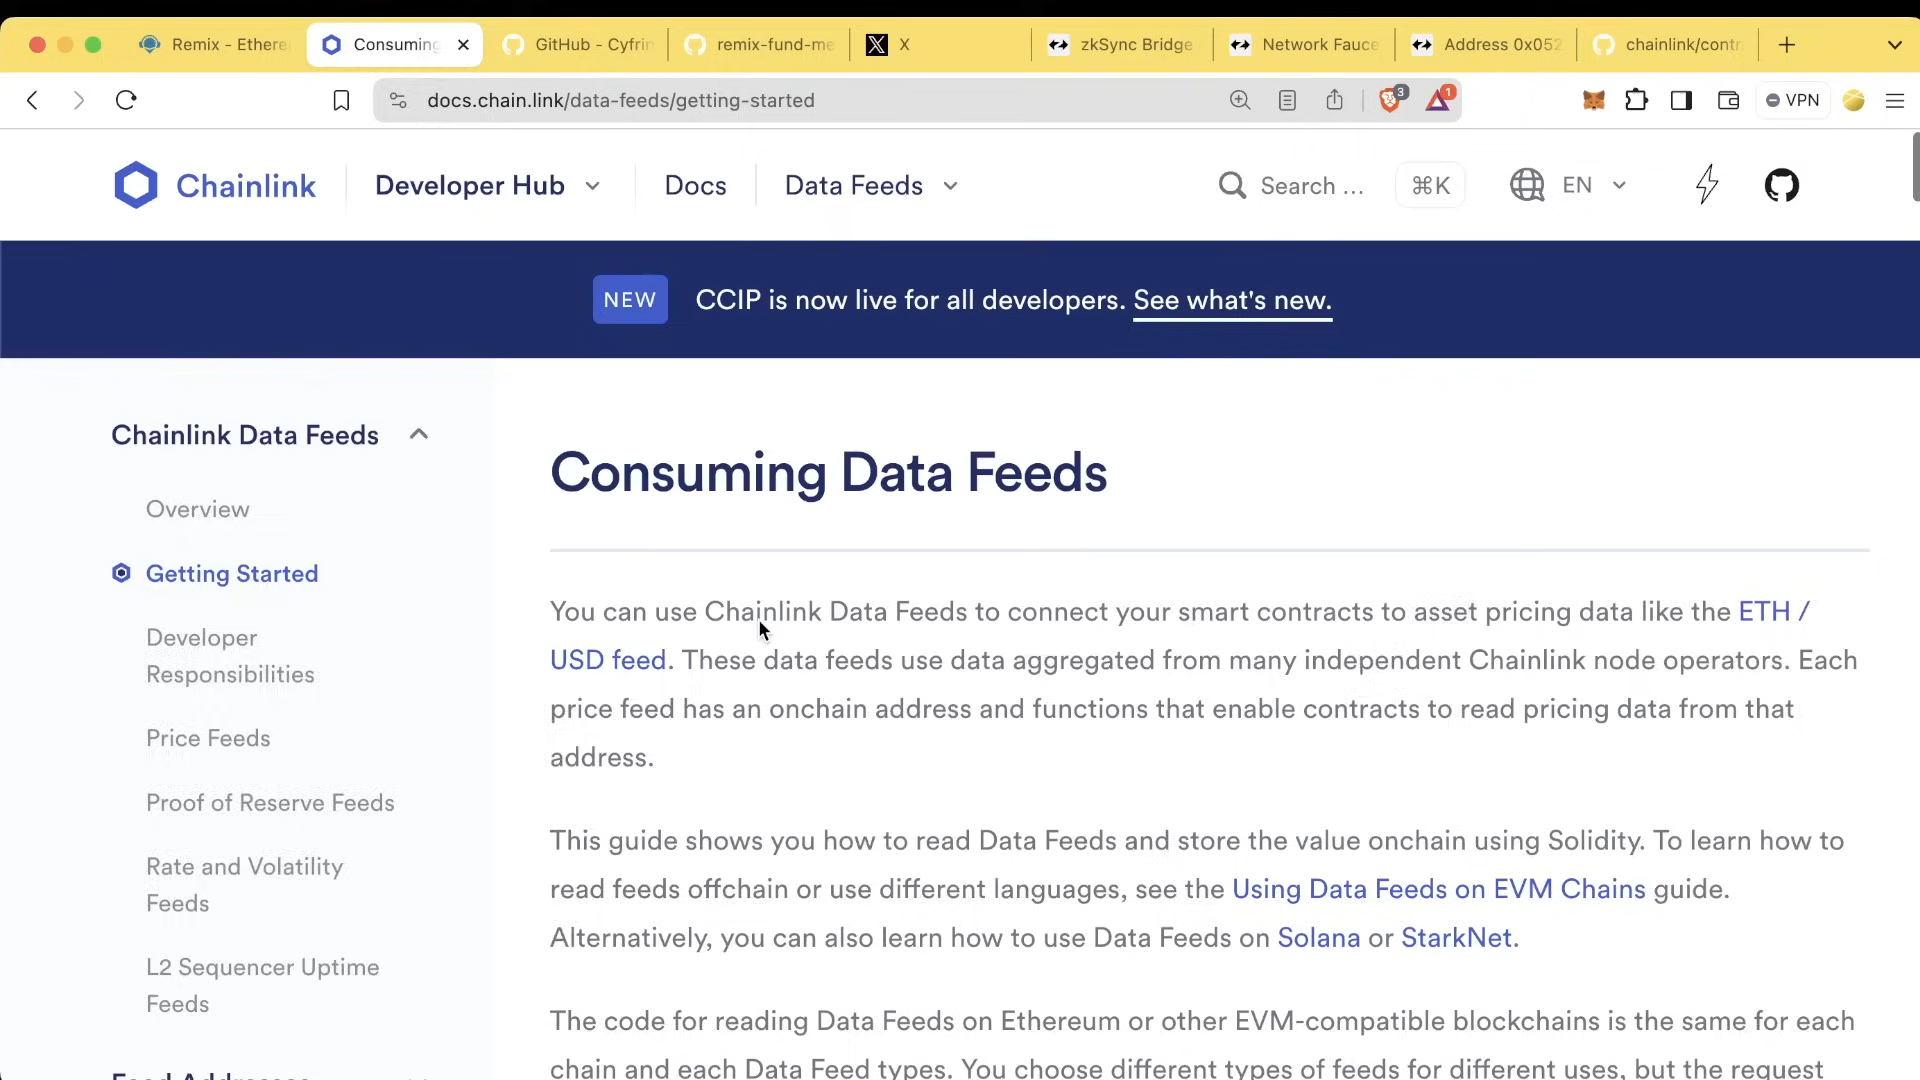 Remix - Ethere
Consuming
GitHub - Cyfrin
remix-fund-me
X
zkSync Bridge
Network Fauce
Address 0x052
chainlink/contr
docs.chain.link/data-feeds/getting-started
3
1
VPN
Chainlink
Developer Hub
Docs
Data Feeds
Search ...
⌘K
EN
NEW
CCIP is now live for all developers. See what's new.
Chainlink Data Feeds
Overview
Getting Started
Developer
Responsibilities
Price Feeds
Proof of Reserve Feeds
Rate and Volatility
Feeds
L2 Sequencer Uptime
Feeds
Consuming Data Feeds
You can use Chainlink Data Feeds to connect your smart contracts to asset pricing data like the ETH /
USD feed. These data feeds use data aggregated from many independent Chainlink node operators. Each
price feed has an onchain address and functions that enable contracts to read pricing data from that
address.
This guide shows you how to read Data Feeds and store the value onchain using Solidity. To learn how to
read feeds offchain or use different languages, see the Using Data Feeds on EVM Chains guide.
Alternatively, you can also learn how to use Data Feeds on Solana or StarkNet.
The code for reading Data Feeds on Ethereum or other EVM-compatible blockchains is the same for each
chain and each Data Feed types. You choose different types of feeds for different uses, but the request